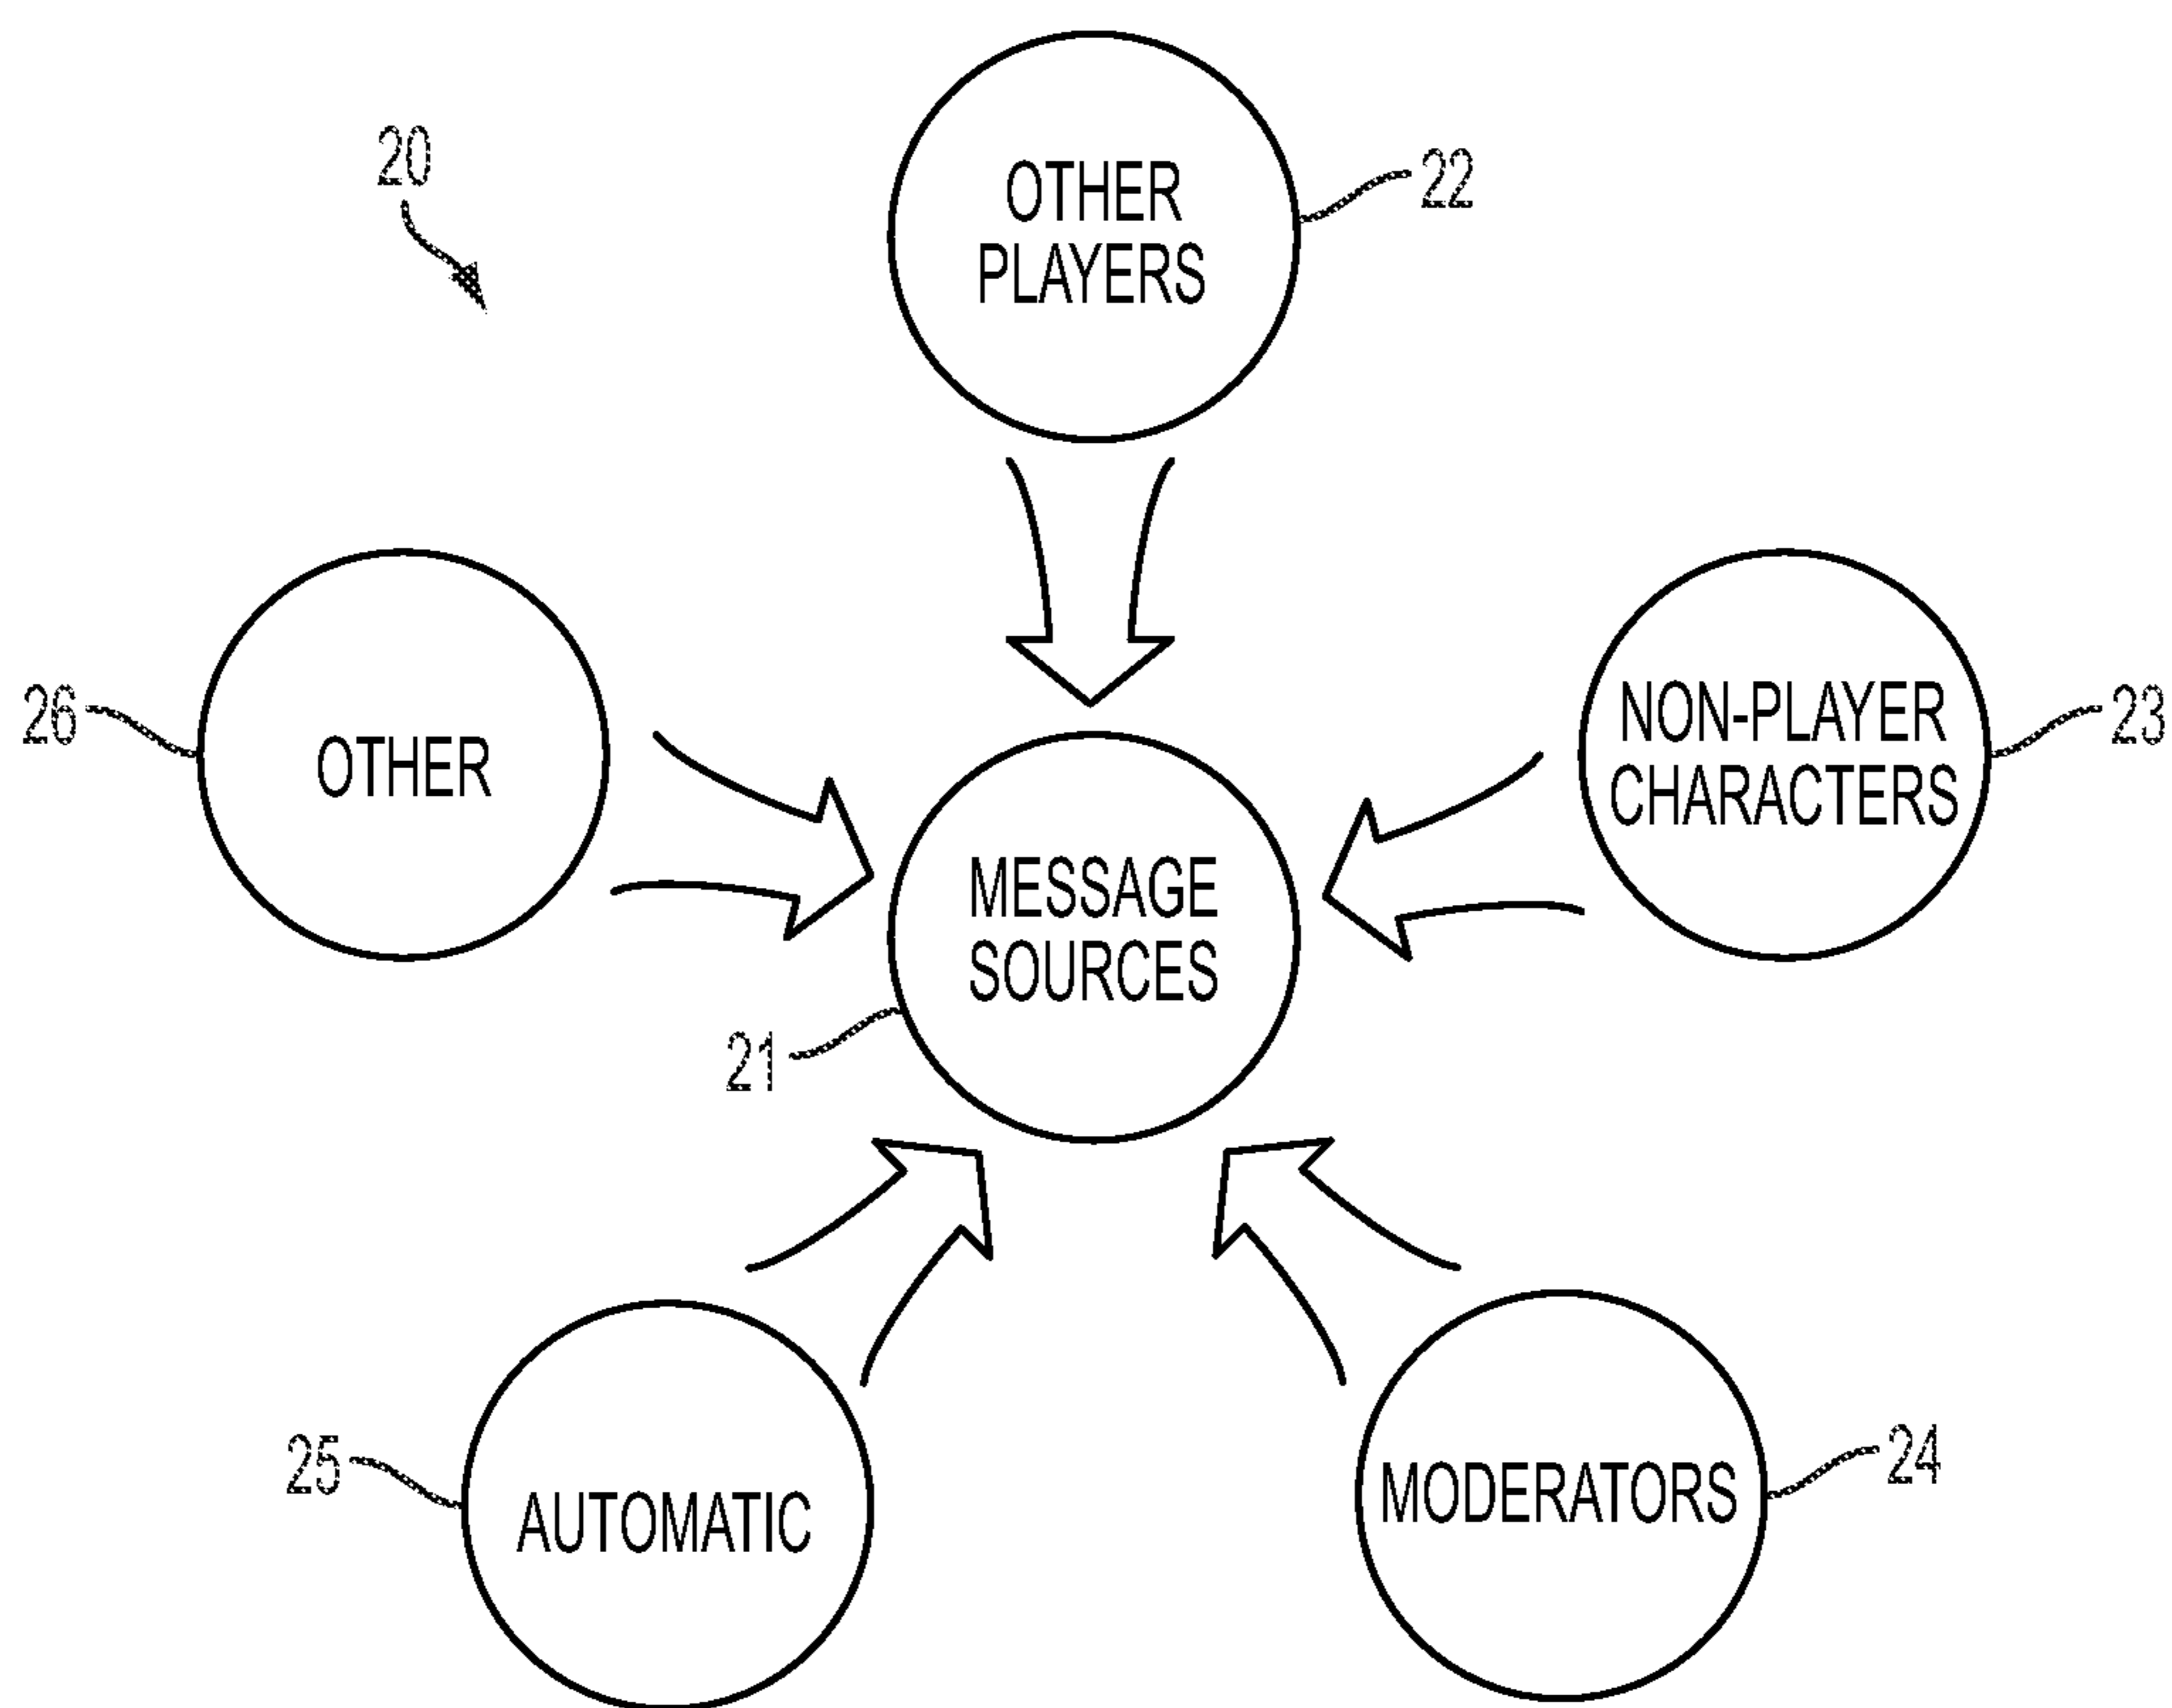 20
OTHER
PLAYERS
22
26
OTHER
NON-PLAYER
CHARACTERS
23
MESSAGE
SOURCES
21
25
AUTOMATIC
MODERATORS
24